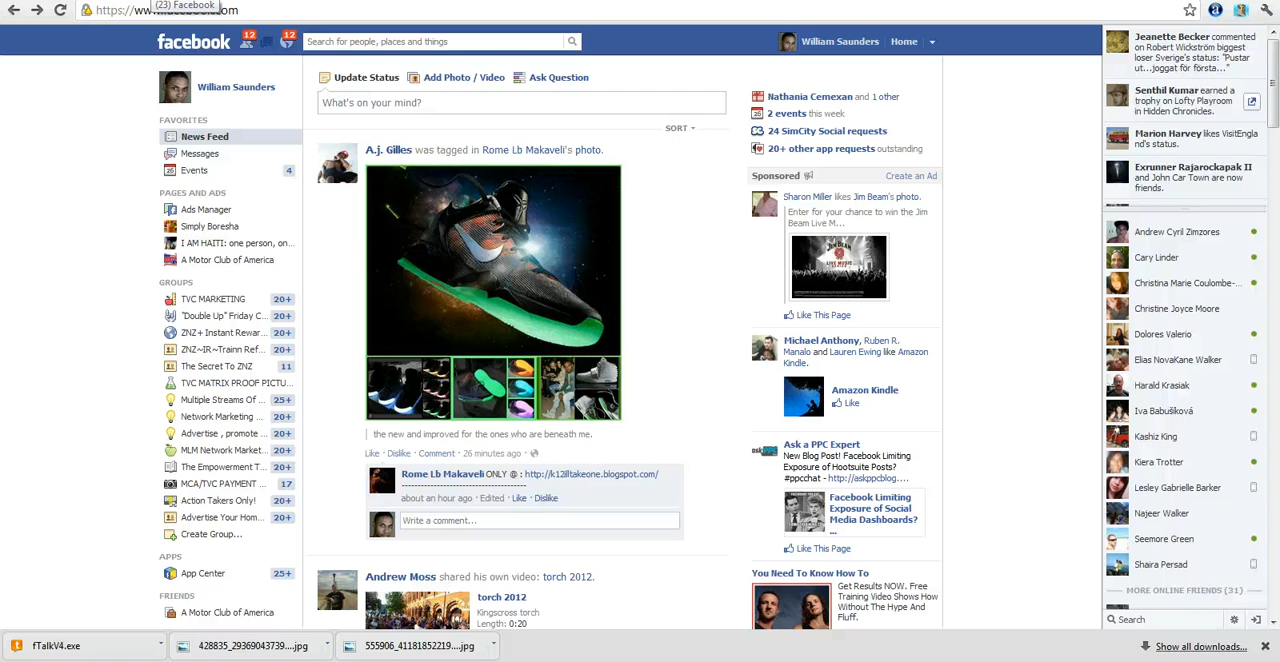 (23) Facebook
https://www.facebook.com
facebook
12
12
Search for people, places and things
William Saunders
Home
William Saunders
FAVORITES
News Feed
Messages
Events
4
PAGES AND ADS
Ads Manager
Simply Boresha
I AM HAITI: one person, on...
A Motor Club of America
GROUPS
TVC MARKETING 20+
"Double Up" Friday C... 20+
ZNZ+ Instant Rewar... 20+
ZNZ~IR~Trainn Ref... 20+
The Secret To ZNZ 11
TVC MATRIX PROOF PICTU...
Multiple Streams Of ... 25+
Network Marketing ... 20+
Advertise , promote ... 20+
MLM Network Market... 20+
The Empowerment T... 20+
MCA/TVC PAYMENT ... 17
Action Takers Only! 20+
Advertise Your Hom... 20+
Create Group...
APPS
App Center 25+
FRIENDS
A Motor Club of America
Update Status
Add Photo / Video
Ask Question
What's on your mind?
SORT
A.j. Gilles was tagged in Rome Lb Makaveli's photo.
the new and improved for the ones who are beneath me.
Like · Dislike · Comment · 26 minutes ago ·
Rome Lb Makaveli ONLY @ : http://k12illtakeone.blogspot.com/
--------------------------------
about an hour ago · Edited · Like · Dislike
Write a comment...
Andrew Moss shared his own video: torch 2012.
torch 2012
Kingscross torch
Length: 0:20
Nathania Cemexan and 1 other
2 events this week
24 SimCity Social requests
20+ other app requests outstanding
Sponsored
Create an Ad
Sharon Miller likes Jim Beam's photo.
Enter for your chance to win the Jim
Beam Live M...
JIM BEAM
LIVE MUSIC
Like This Page
Michael Anthony, Ruben R.
Manalo and Lauren Ewing like Amazon
Kindle.
Amazon Kindle
Like
Ask a PPC Expert
New Blog Post! Facebook Limiting
Exposure of Hootsuite Posts?
#ppcchat - http://askppcblog....
Facebook Limiting
Exposure of Social
Media Dashboards?
...
Like This Page
You Need To Know How To
Get Results NOW. Free
Training Video Shows How
Without The Hype And
Fluff.
Jeanette Becker commented
on Robert Wickström biggest
loser Sverige's status: "Pustar
ut...joggat för första..."
Senthil Kumar earned a
trophy on Lofty Playroom
in Hidden Chronicles.
Marion Harvey likes VisitEngla
nd's status.
Exrunner Rajarockapak II
and John Car Town are now
friends.
Andrew Cyril Zimzores
Cary Linder
Christina Marie Coulombe-...
Christine Joyce Moore
Dolores Valerio
Elias NovaKane Walker
Harald Krasiak
Iva Babušíková
Kashiz King
Kiera Trotter
Lesley Gabrielle Barker
Najeer Walker
Seemore Green
Shaira Persad
MORE ONLINE FRIENDS (31)
Search
fTalkV4.exe
428835_29369043739....jpg
555906_41181852219....jpg
Show all downloads...